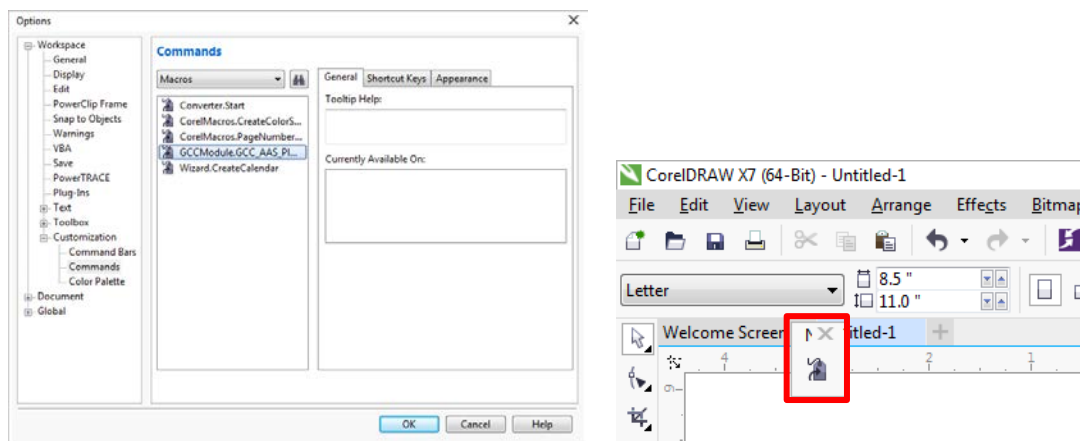 Options
Workspace
General
Display
Edit
PowerClip Frame
Snap to Objects
Warnings
VBA
Save
PowerTRACE
Plug-Ins
Text
Toolbox
Customization
Command Bars
Commands
Color Palette
Document
Global
Commands
Macros
Converter.Start
CorelMacros.CreateColorS...
CorelMacros.PageNumber...
GCCModule.GCC_AAS_Pl...
Wizard.CreateCalendar
General Shortcut Keys Appearance
Tooltip Help:
Currently Available On:
OK Cancel Help
CorelDRAW X7 (64-Bit) - Untitled-1
File Edit View Layout Arrange Effects Bitmap
Letter
8.5 "
11.0 "
Welcome Screen titled-1
4 2 1